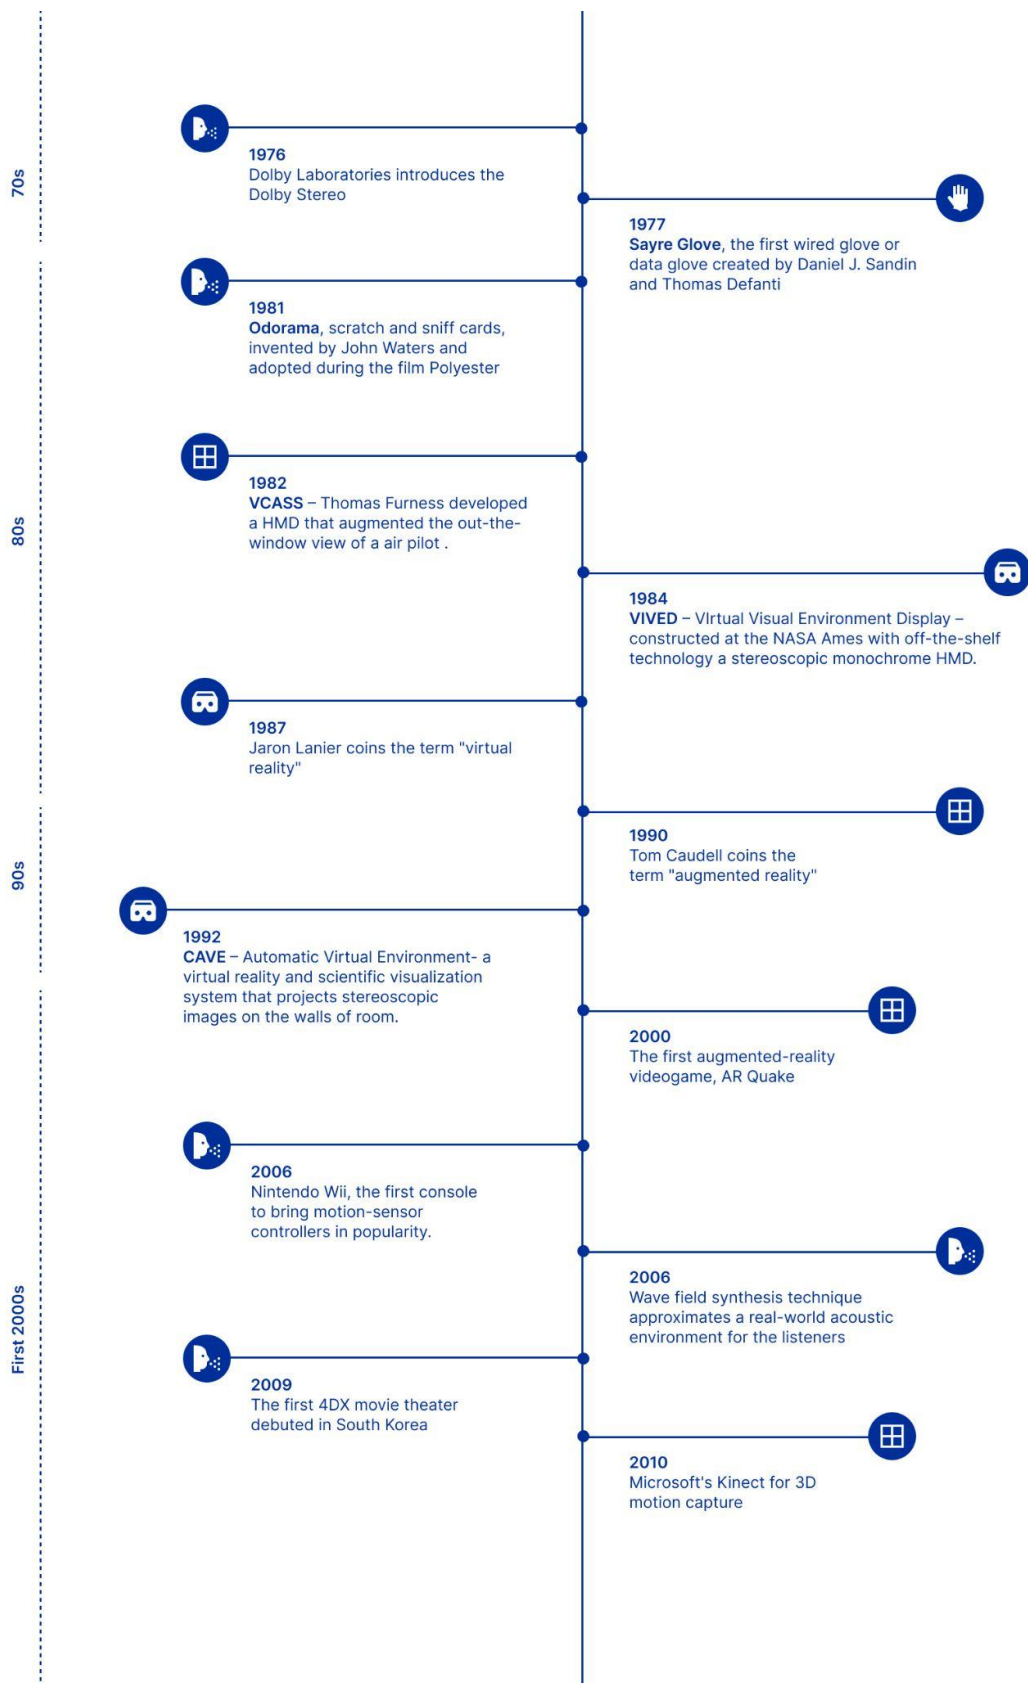 70s
1976
Dolby Laboratories introduces the
Dolby Stereo
1977
Sayre Glove, the first wired glove or
data glove created by Daniel J. Sandin
and Thomas Defanti
80s
1981
Odorama, scratch and sniff cards,
invented by John Waters and
adopted during the film Polyester
1982
VCASS – Thomas Furness developed
a HMD that augmented the out-the-
window view of a air pilot .
1984
VIVED – VIrtual Visual Environment Display –
constructed at the NASA Ames with off-the-shelf
technology a stereoscopic monochrome HMD.
1987
Jaron Lanier coins the term "virtual
reality"
90s
1990
Tom Caudell coins the
term "augmented reality"
1992
CAVE – Automatic Virtual Environment- a
virtual reality and scientific visualization
system that projects stereoscopic
images on the walls of room.
First 2000s
2000
The first augmented-reality
videogame, AR Quake
2006
Nintendo Wii, the first console
to bring motion-sensor
controllers in popularity.
2006
Wave field synthesis technique
approximates a real-world acoustic
environment for the listeners
2009
The first 4DX movie theater
debuted in South Korea
2010
Microsoft's Kinect for 3D
motion capture